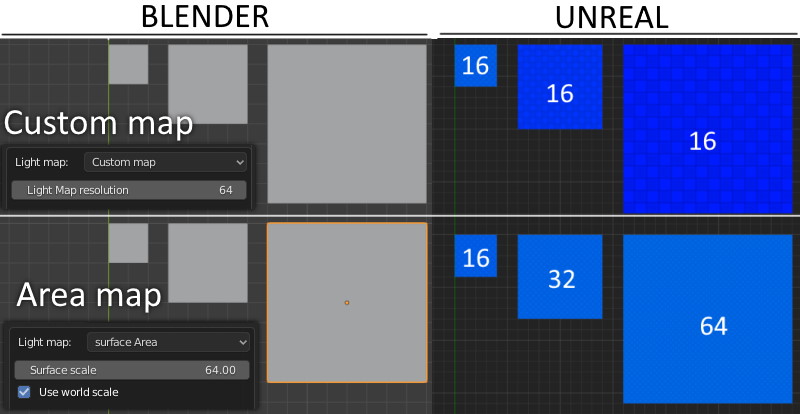 BLENDER
UNREAL
16
16
16
Custom map
Light map: Custom map
Light Map resolution 64
16
32
64
Area map
Light map: surface Area
Surface scale 64.00
Use world scale